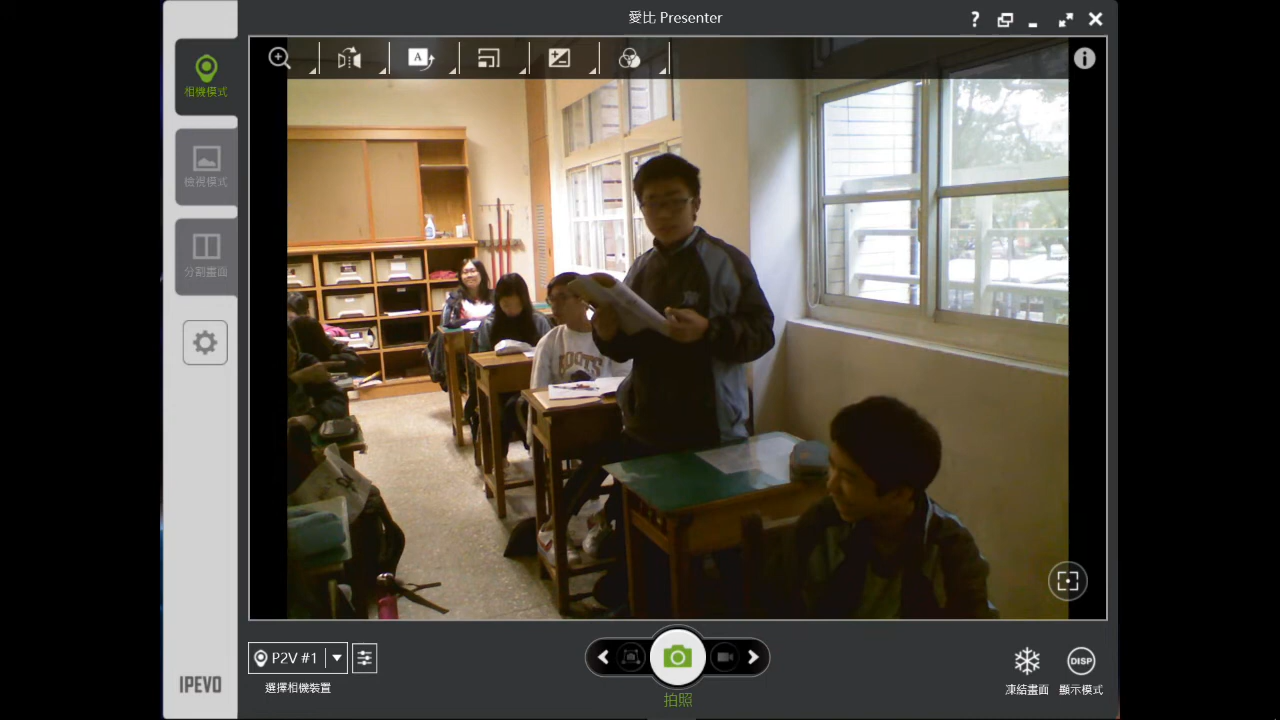 愛比 Presenter
?
A
相機模式
檢視模式
分割畫面
ROOTS
P2V #1
選擇相機裝置
拍照
DISP
凍結畫面
顯示模式
IPEVO